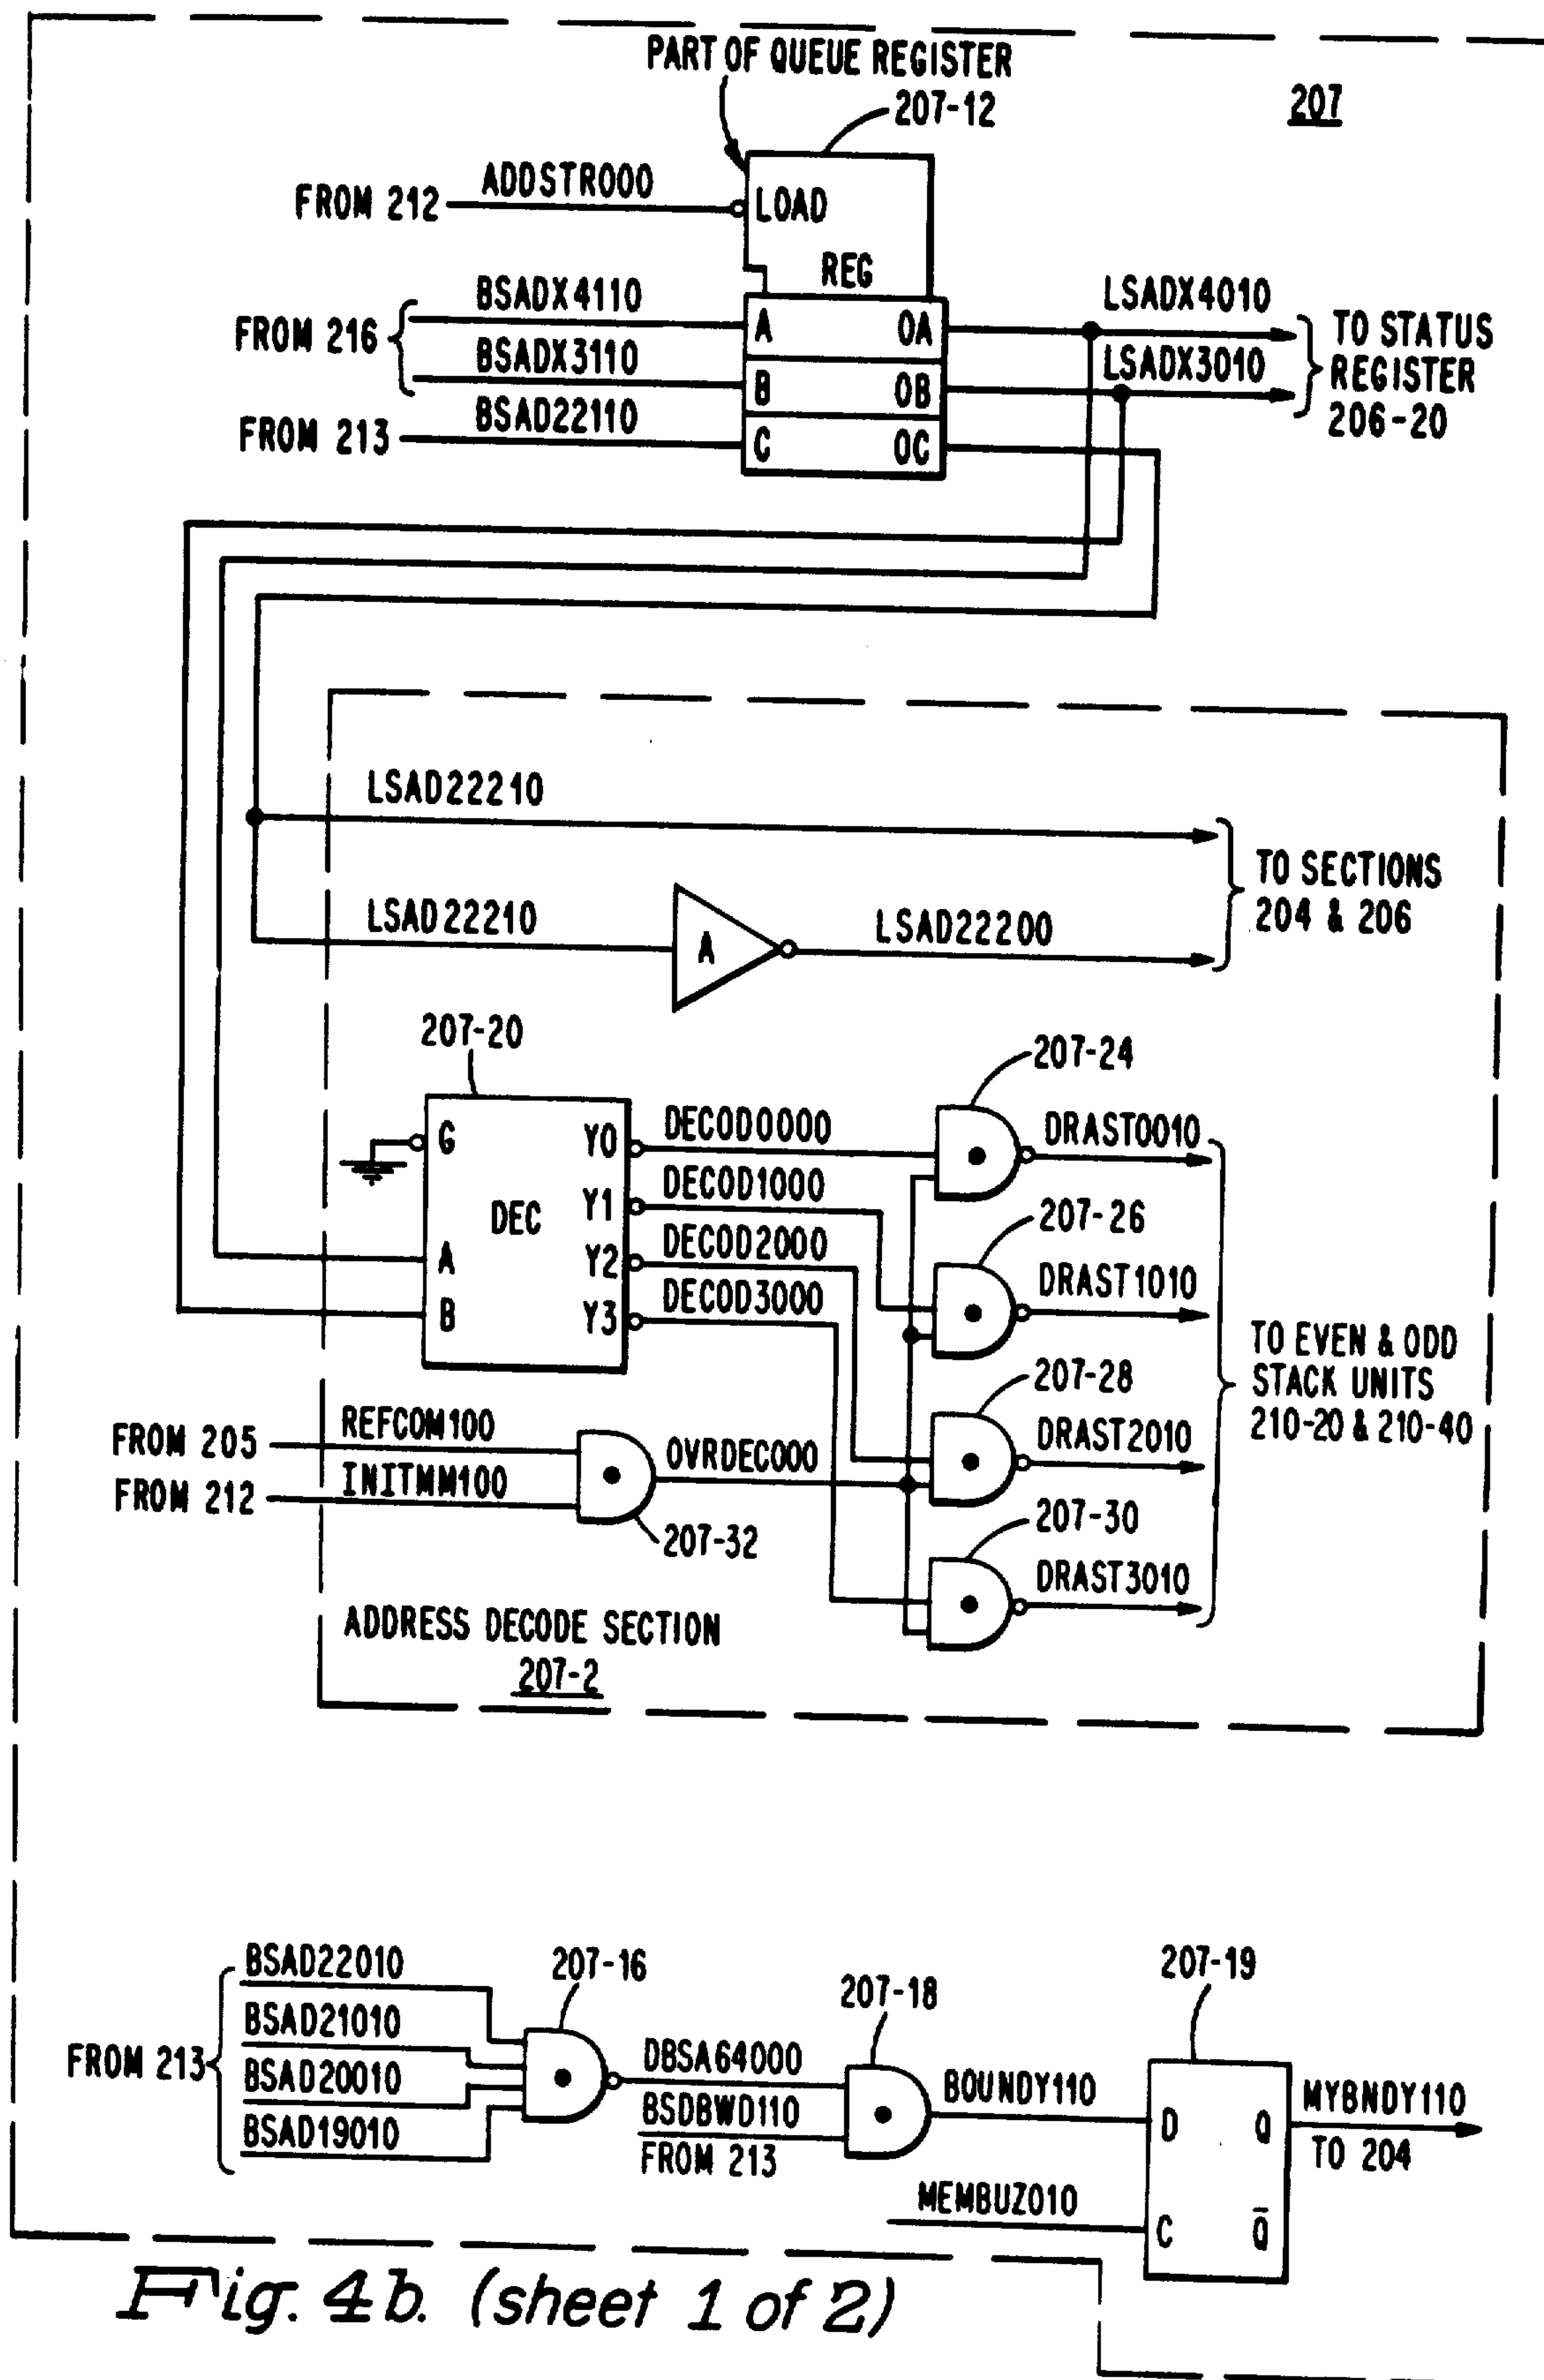 PART OF QUEUE REGISTER
207-12
207
FROM 212
ADDSTR000
LOAD
REG
FROM 216
BSADX4110
A
OA
LSADX4010
BSADX3110
B
OB
LSADX3010
TO STATUS
REGISTER
206-20
FROM 213
BSAD22110
C
OC
LSAD22210
LSAD22210
A
LSAD22200
TO SECTIONS
204 & 206
207-20
207-24
G
Y0
DECOD0000
DRAST0010
DEC
Y1
DECOD1000
207-26
A
Y2
DECOD2000
DRAST1010
B
Y3
DECOD3000
TO EVEN & ODD
STACK UNITS
210-20 & 210-40
207-28
FROM 205
REFCOM100
OVRDEC000
DRAST2010
FROM 212
INITMM100
207-32
207-30
DRAST3010
ADDRESS DECODE SECTION
207-2
FROM 213
BSAD22010
BSAD21010
BSAD20010
BSAD19010
207-16
DBSA64000
BSDBWD110
FROM 213
207-18
BOUNDY110
207-19
D
Q
MYBNDY110
TO 204
MEMBUZ010
C
Q̅
Fig. 4b. (sheet 1 of 2)